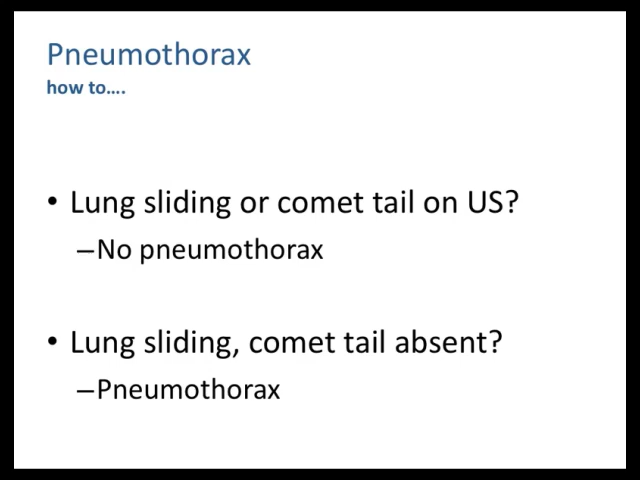 Pneumothorax
how to....
• Lung sliding or comet tail on US?
–No pneumothorax
• Lung sliding, comet tail absent?
–Pneumothorax